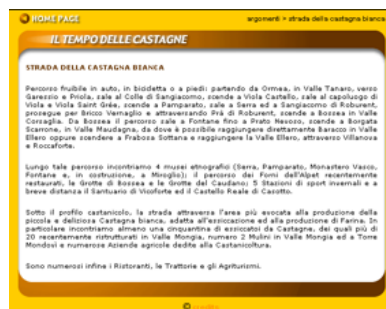 HOME PAGE
argomenti > strada della castagna bianca
IL TEMPO DELLE CASTAGNE
STRADA DELLA CASTAGNA BIANCA
Percorso fruibile in auto, in bicicletta o a piedi: partendo da Ormea, in Valle Tanaro, verso
Garessio e Priola, sale al Colle di Sangiacomo, scende a Viola Castello, sale al capoluogo di
Viola e Viola Saint Grée, scende a Pamparato, sale a Serra ed a Sangiacomo di Roburent,
prosegue per Bricco Vernaglio e attraversando Prà di Roburent, scende a Bossea in Valle
Corsaglia. Da Bossea il percorso sale a Fontane fino a Prato Nevoso, scende a Borgata
Scarrone, in Valle Maudagna, da dove è possibile raggiungere direttamente Baracco in Valle
Ellero oppure scendere a Frabosa Sottana e raggiungere la Valle Ellero, attraverso Villanova
e Roccaforte.
Lungo tale percorso incontriamo 4 musei etnografici (Serra, Pamparato, Monastero Vasco,
Fontane e, in costruzione, a Miroglio); il percorso dei Forni dell'Alpet recentemente
restaurati, le Grotte di Bossea e le Grotte del Caudano; 5 Stazioni di sport invernali e a
breve distanza il Santuario di Vicoforte ed il Castello Reale di Casotto.
Sotto il profilo castanicolo, la strada attraversa l'area più evocata alla produzione della
piccola e deliziosa Castagna bianca, adatta all'essiccazione ed alla produzione di Farina. In
particolare incontriamo almeno una cinquantina di essiccatoi da Castagne, dei quali più di
20 recentemente ristrutturati in Valle Mongia, numero 2 Mulini in Valle Mongia ed a Torre
Mondovì e numerose Aziende agricole dedite alla Castanicoltura.
Sono numerosi infine i Ristoranti, le Trattorie e gli Agriturismi.
© credits